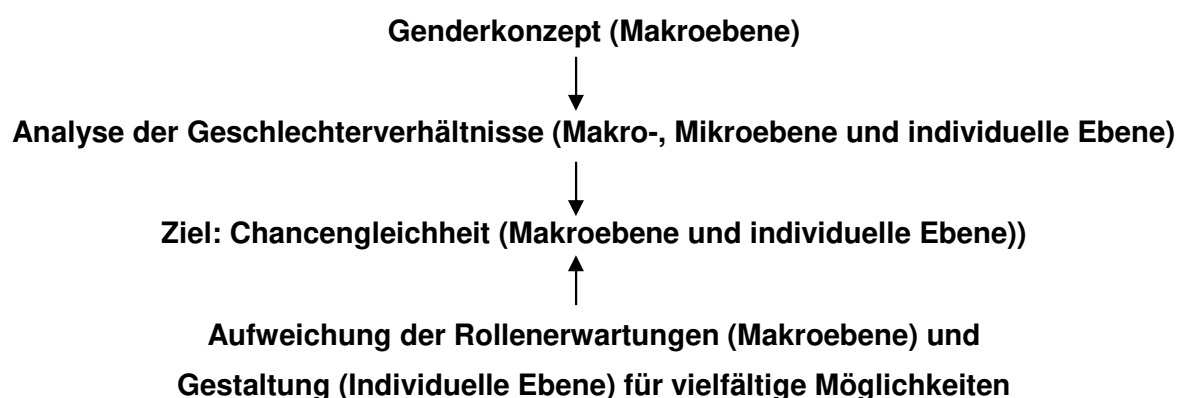 Genderkonzept (Makroebene)
Analyse der Geschlechterverhältnisse (Makro-, Mikroebene und individuelle Ebene)
Ziel: Chancengleichheit (Makroebene und individuelle Ebene))
Aufweichung der Rollenerwartungen (Makroebene) und
Gestaltung (Individuelle Ebene) für vielfältige Möglichkeiten